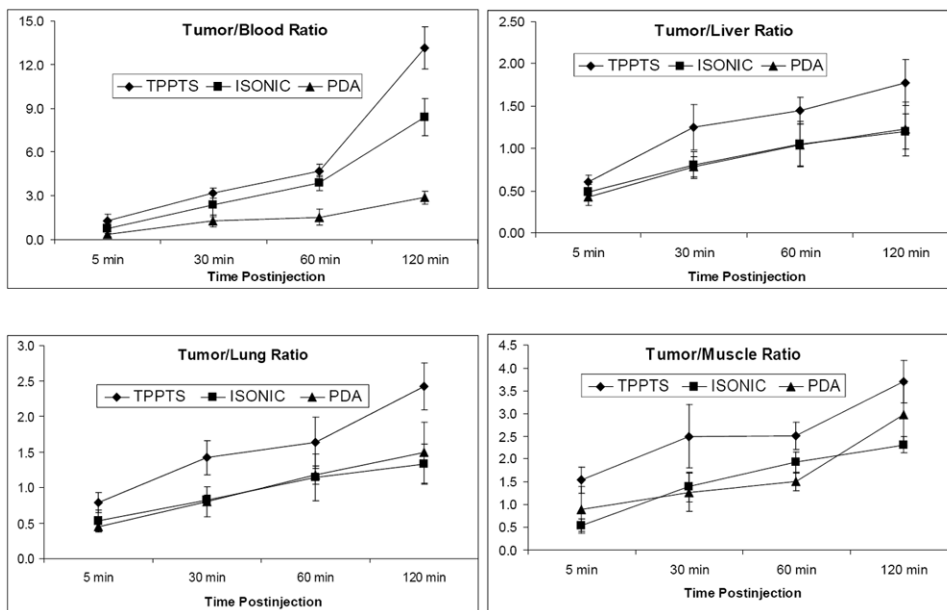 Tumor/Blood Ratio
TPPTS ISONIC PDA
15.0
12.0
9.0
6.0
3.0
0.0
5 min 30 min 60 min 120 min
Time Postinjection
Tumor/Liver Ratio
TPPTS ISONIC PDA
2.50
2.00
1.50
1.00
0.50
0.00
5 min 30 min 60 min 120 min
Time Postinjection
Tumor/Lung Ratio
TPPTS ISONIC PDA
3.0
2.5
2.0
1.5
1.0
0.5
0.0
5 min 30 min 60 min 120 min
Time Postinjection
Tumor/Muscle Ratio
TPPTS ISONIC PDA
4.5
4.0
3.5
3.0
2.5
2.0
1.5
1.0
0.5
0.0
5 min 30 min 60 min 120 min
Time Postinjection